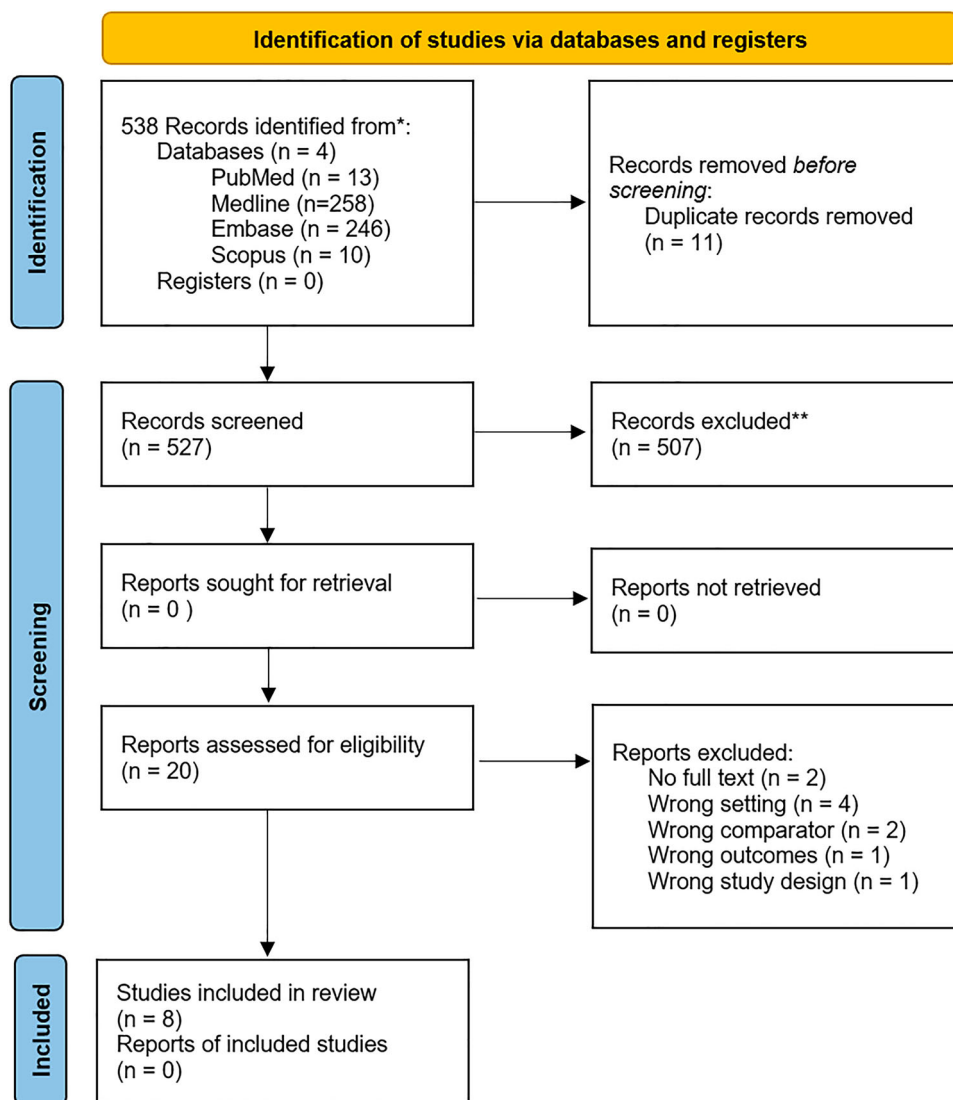 Identification of studies via databases and registers
Identification
538 Records identified from*:
Databases (n = 4)
PubMed (n = 13)
Medline (n=258)
Embase (n = 246)
Scopus (n = 10)
Registers (n = 0)
Records removed before
screening:
Duplicate records removed
(n = 11)
Screening
Records screened
(n = 527)
Records excluded**
(n = 507)
Reports sought for retrieval
(n = 0 )
Reports not retrieved
(n = 0)
Reports assessed for eligibility
(n = 20)
Reports excluded:
No full text (n = 2)
Wrong setting (n = 4)
Wrong comparator (n = 2)
Wrong outcomes (n = 1)
Wrong study design (n = 1)
Included
Studies included in review
(n = 8)
Reports of included studies
(n = 0)